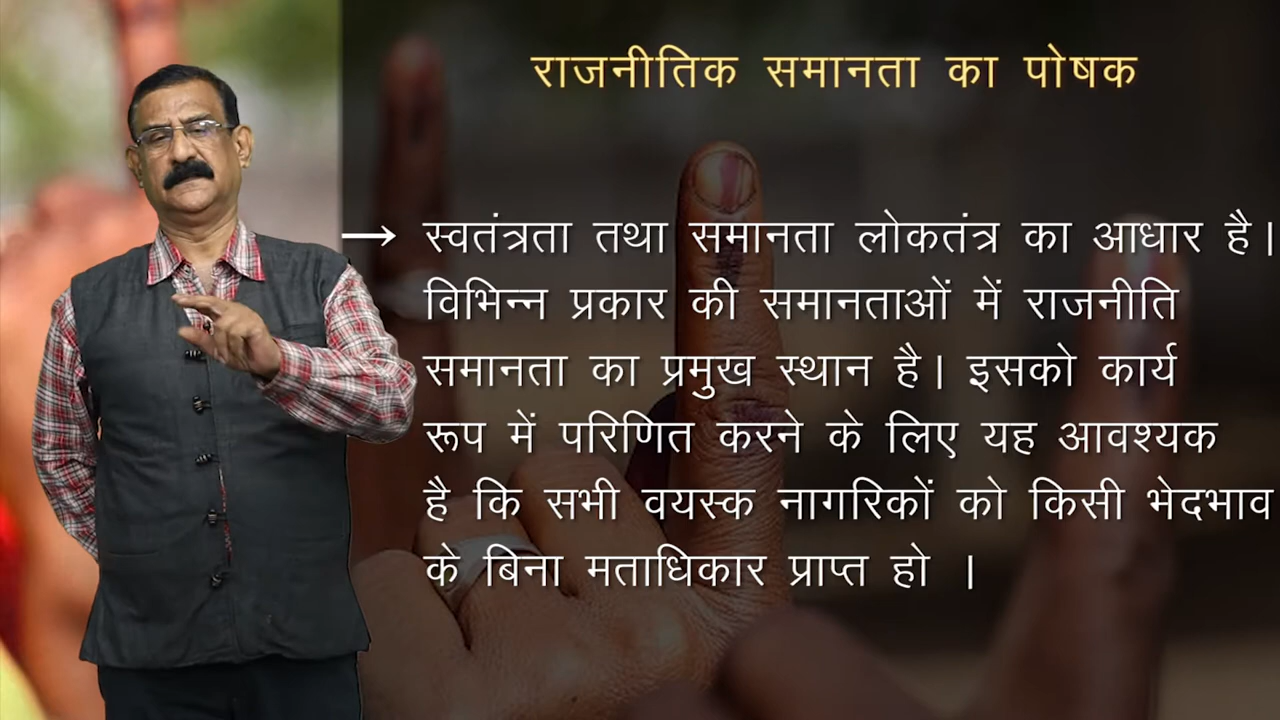 राजनीतिक समानता का पोषक
→ स्वतंत्रता तथा समानता लोकतंत्र का आधार है।
विभिन्न प्रकार की समानताओं में राजनीति
समानता का प्रमुख स्थान है। इसको कार्य
रूप में परिणित करने के लिए यह आवश्यक
है कि सभी वयस्क नागरिकों को किसी भेदभाव
के बिना मताधिकार प्राप्त हो ।